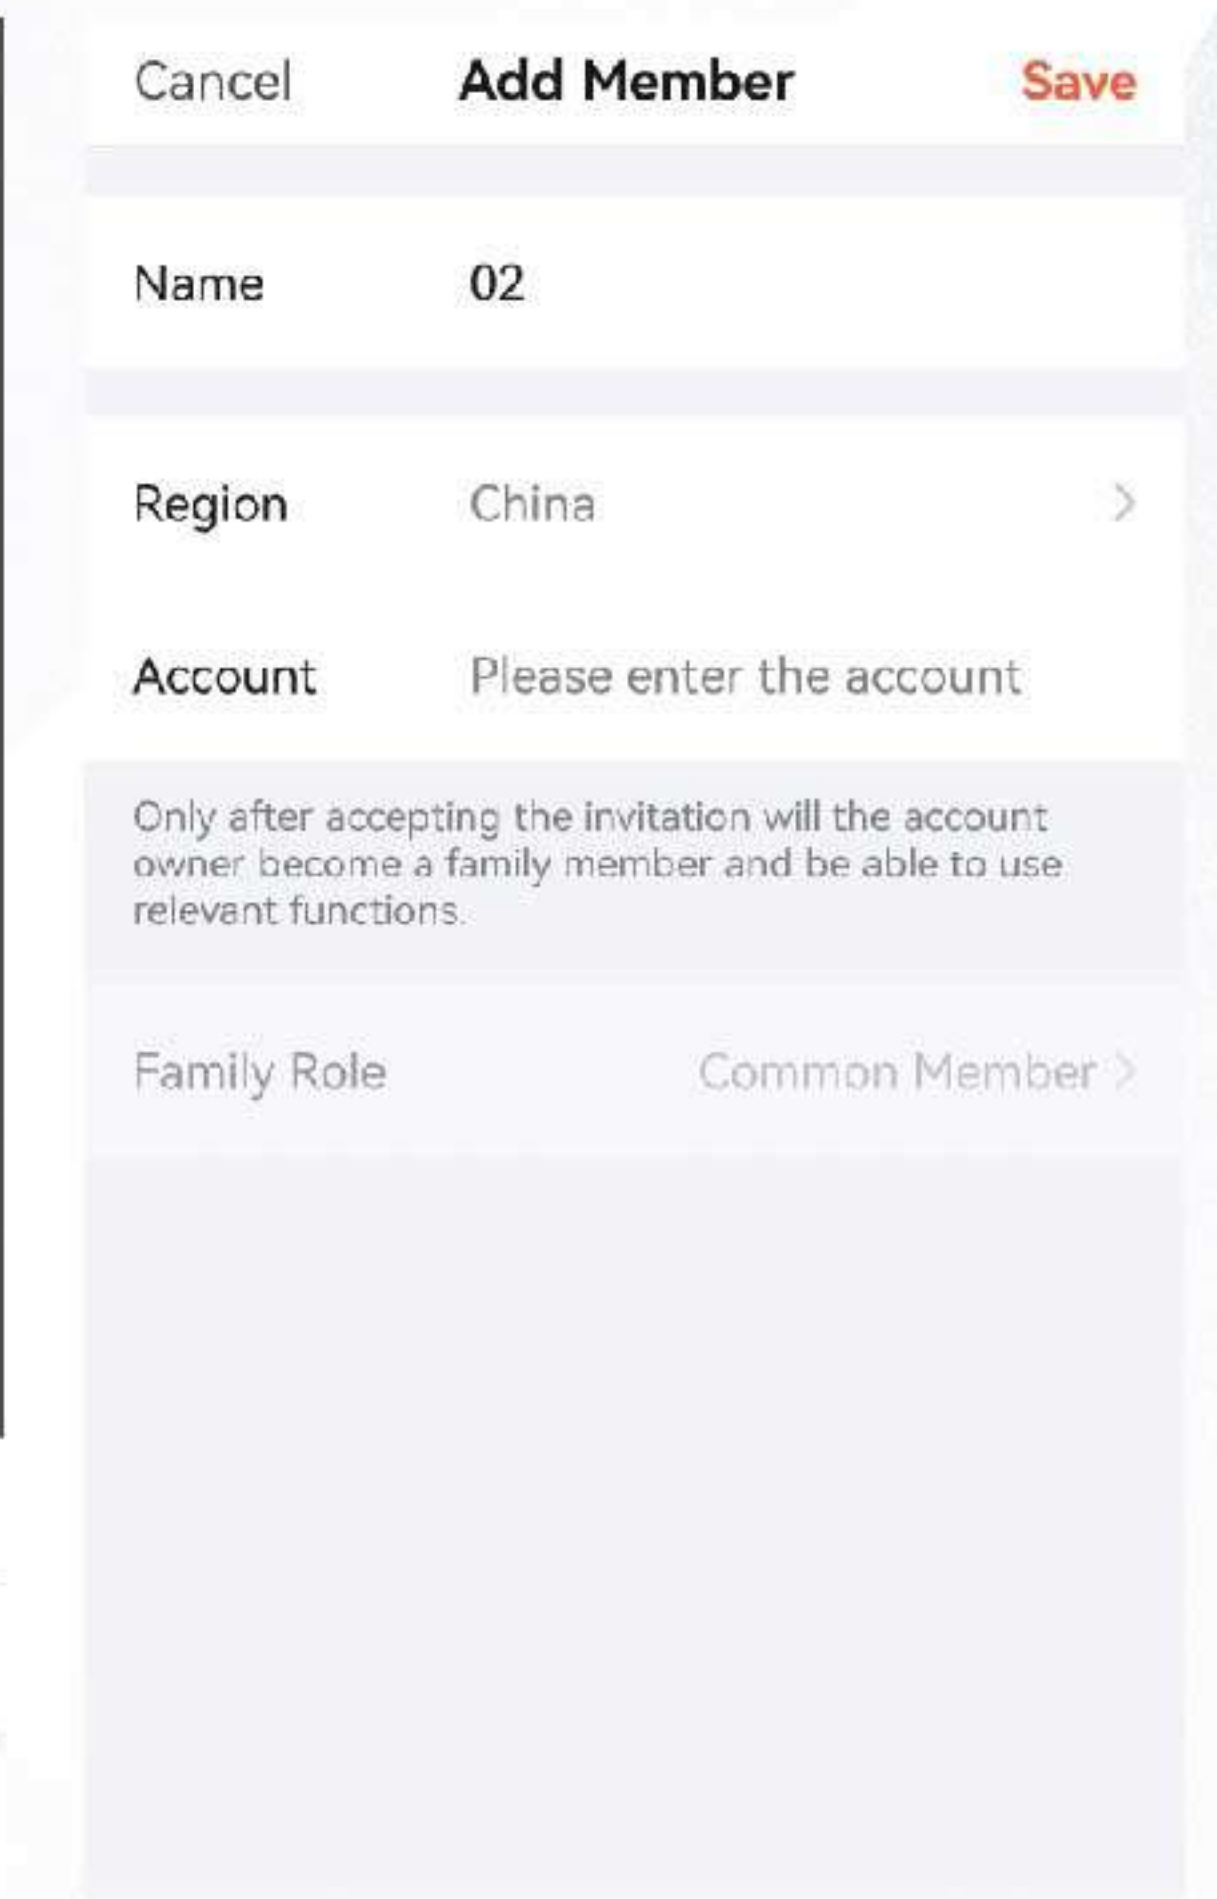 Cancel Add Member Save
Name 02
Region China >
Account Please enter the account
Only after accepting the invitation will the account
owner become a family member and be able to use
relevant functions.
Family Role Common Member >